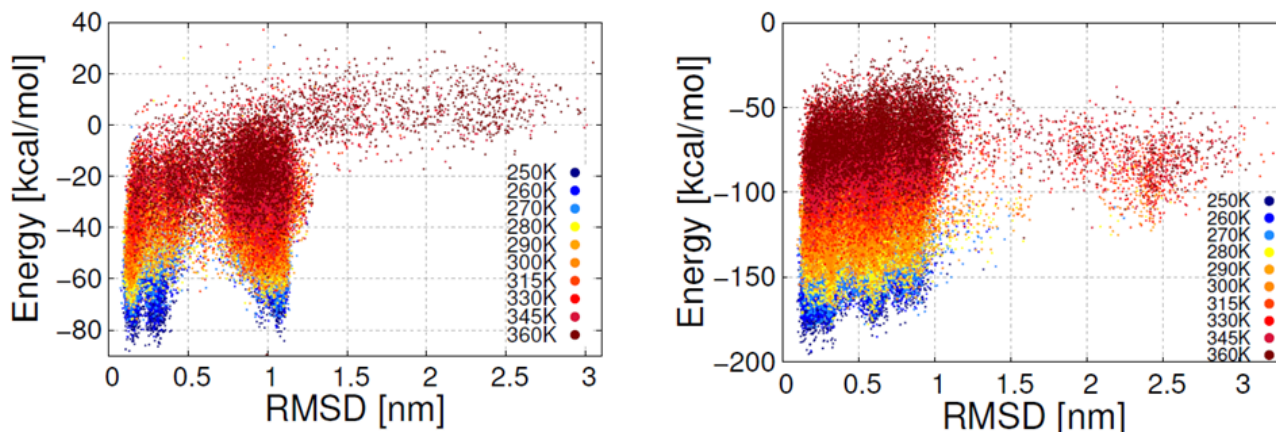 Energy [kcal/mol]
40
20
0
−20
−40
−60
−80
250K
260K
270K
280K
290K
300K
315K
330K
345K
360K
0 0.5 1 1.5 2 2.5 3
RMSD [nm]
Energy [kcal/mol]
−0
−50
−100
−150
−200
250K
260K
270K
280K
290K
300K
315K
330K
345K
360K
0 0.5 1 1.5 2 2.5 3
RMSD [nm]